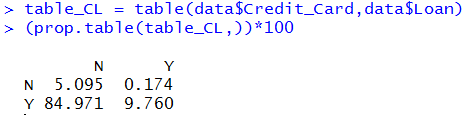 > table_CL = table(data$Credit_Card,data$Loan)
> (prop.table(table_CL,))*100
N Y
N 5.095 0.174
Y 84.971 9.760